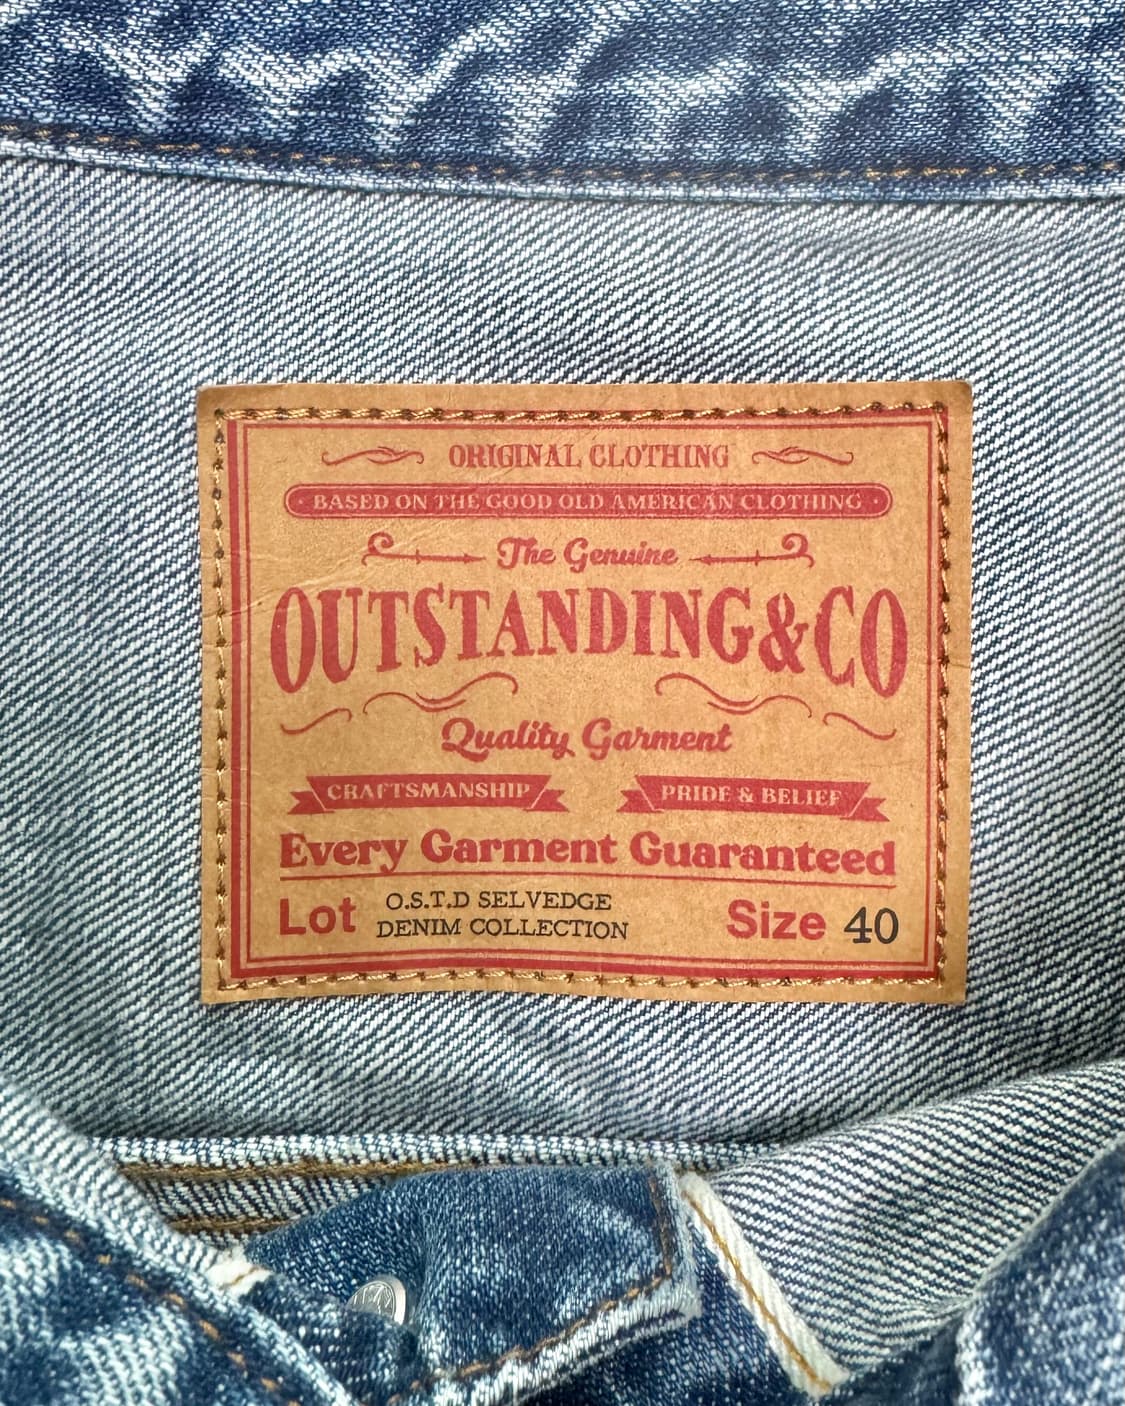 ORIGINAL CLOTHING
· BASED ON THE GOOD OLD AMERICAN CLOTHING ·
The Genuine
OUTSTANDING&CO
Quality Garment
CRAFTSMANSHIP PRIDE & BELIEF
Every Garment Guaranteed
Lot O.S.T.D SELVEDGE
DENIM COLLECTION
Size 40